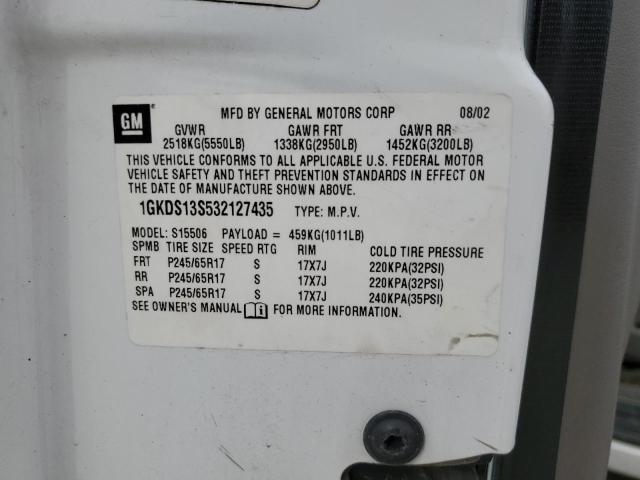 GM
MFD BY GENERAL MOTORS CORP 08/02
GVWR GAWR FRT GAWR RR
2518KG(5550LB) 1338KG(2950LB) 1452KG(3200LB)
THIS VEHICLE CONFORMS TO ALL APPLICABLE U.S. FEDERAL MOTOR
VEHICLE SAFETY AND THEFT PREVENTION STANDARDS IN EFFECT ON
THE DATE OF MANUFACTURE SHOWN ABOVE.
1GKDS13S532127435 TYPE: M.P.V.
MODEL: S15506 PAYLOAD = 459KG(1011LB)
SPMB TIRE SIZE SPEED RTG RIM COLD TIRE PRESSURE
FRT P245/65R17 S 17X7J 220KPA(32PSI)
RR P245/65R17 S 17X7J 220KPA(32PSI)
SPA P245/65R17 S 17X7J 240KPA(35PSI)
SEE OWNER'S MANUAL i FOR MORE INFORMATION.